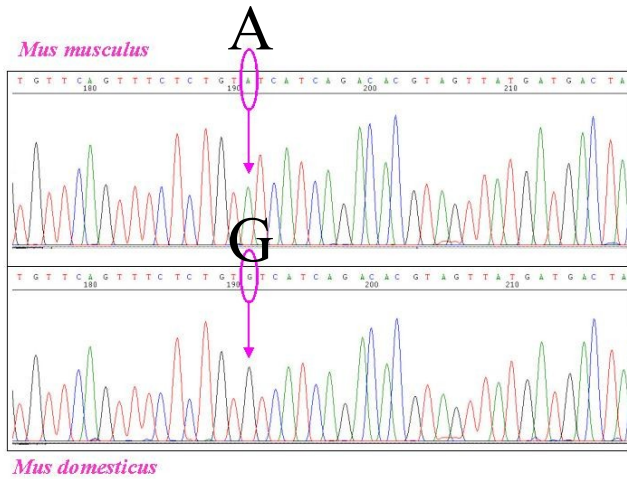 A
Mus musculus
T G T T C A G T T T C T C T G T A T C A T C A G A C A C G T A G T T A T G A T G A C T A
180 190 200 210
G
T G T T C A G T T T C T C T G T G T C A T C A G A C A C G T A G T T A T G A T G A C T A
180 190 200 210
Mus domesticus